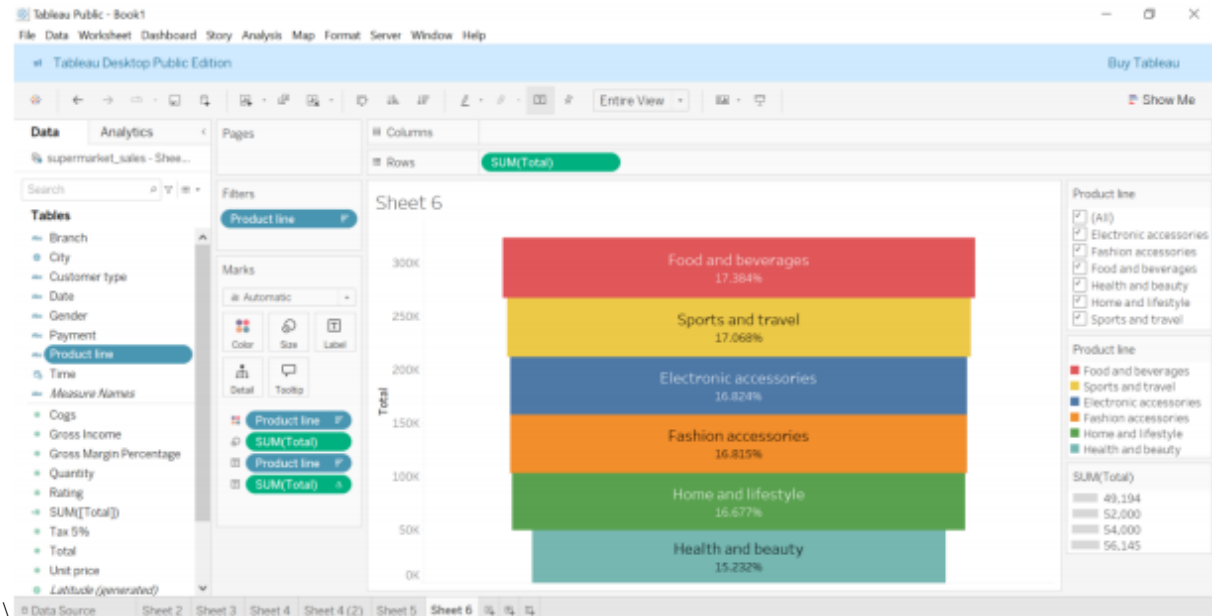 Tableau Public - Book1
File Data Worksheet Dashboard Story Analysis Map Format Server Window Help
Tableau Desktop Public Edition
Buy Tableau
Entire View
Show Me
Data Analytics
supermarket_sales - Shee...
Search
Tables
Branch
City
Customer type
Date
Gender
Payment
Product line
Time
Measure Names
Cogs
Gross Income
Gross Margin Percentage
Quantity
Rating
SUM([Total])
Tax 5%
Total
Unit price
Latitude (generated)
Pages
Filters
Product line
Marks
Automatic
Color Size Label
Detail Tooltip
Product line
SUM(Total)
Product line
SUM(Total)
Columns
Rows SUM(Total)
Sheet 6
Total
300K
250K
200K
150K
100K
50K
0K
Food and beverages
17.384%
Sports and travel
17.068%
Electronic accessories
16.824%
Fashion accessories
16.815%
Home and lifestyle
16.677%
Health and beauty
15.232%
Product line
(All)
Electronic accessories
Fashion accessories
Food and beverages
Health and beauty
Home and lifestyle
Sports and travel
Product line
Food and beverages
Sports and travel
Electronic accessories
Fashion accessories
Home and lifestyle
Health and beauty
SUM(Total)
49,194
52,000
54,000
56,145
\
Data Source Sheet 2 Sheet 3 Sheet 4 Sheet 4 (2) Sheet 5 Sheet 6